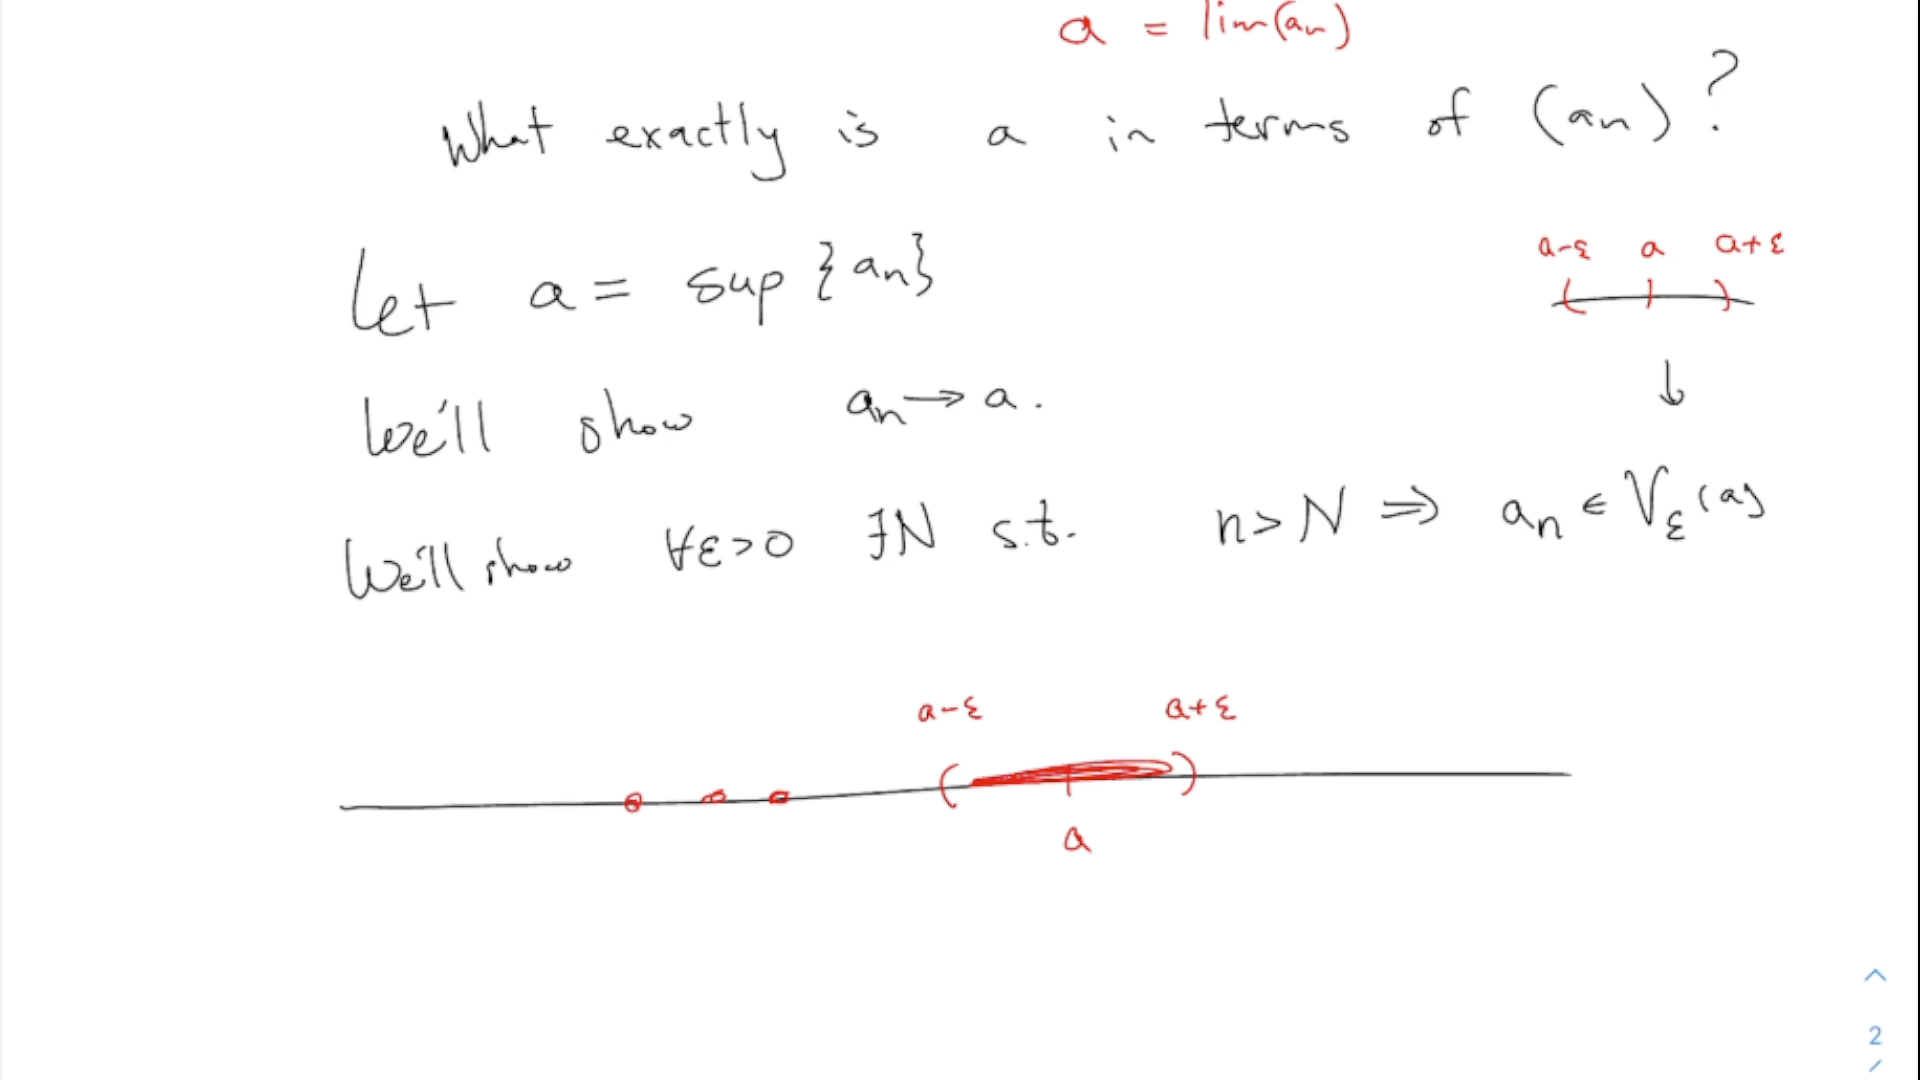 a = lim(an)
What exactly is a in terms of (an)?
a-ε a a+ε
Let a = sup {an}
We'll show an → a.
We'll show ∀ε>0 ∃N s.t. n>N ⇒ an ∈ Vε(a)
a-ε a+ε
a
2